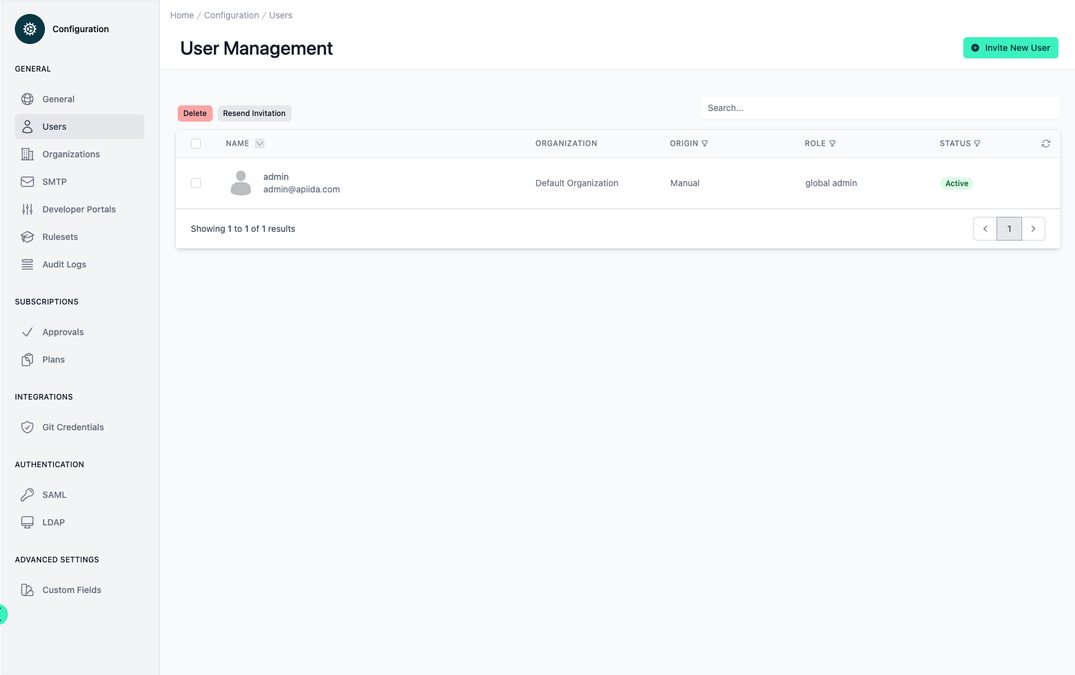 Configuration
GENERAL
General
Users
Organizations
SMTP
Developer Portals
Rulesets
Audit Logs
SUBSCRIPTIONS
Approvals
Plans
INTEGRATIONS
Git Credentials
AUTHENTICATION
SAML
LDAP
ADVANCED SETTINGS
Custom Fields
Home / Configuration / Users
User Management
Invite New User
Delete
Resend Invitation
Search...
NAME ORGANIZATION ORIGIN ROLE STATUS
admin
admin@apiida.com
Default Organization
Manual
global admin
Active
Showing 1 to 1 of 1 results
1